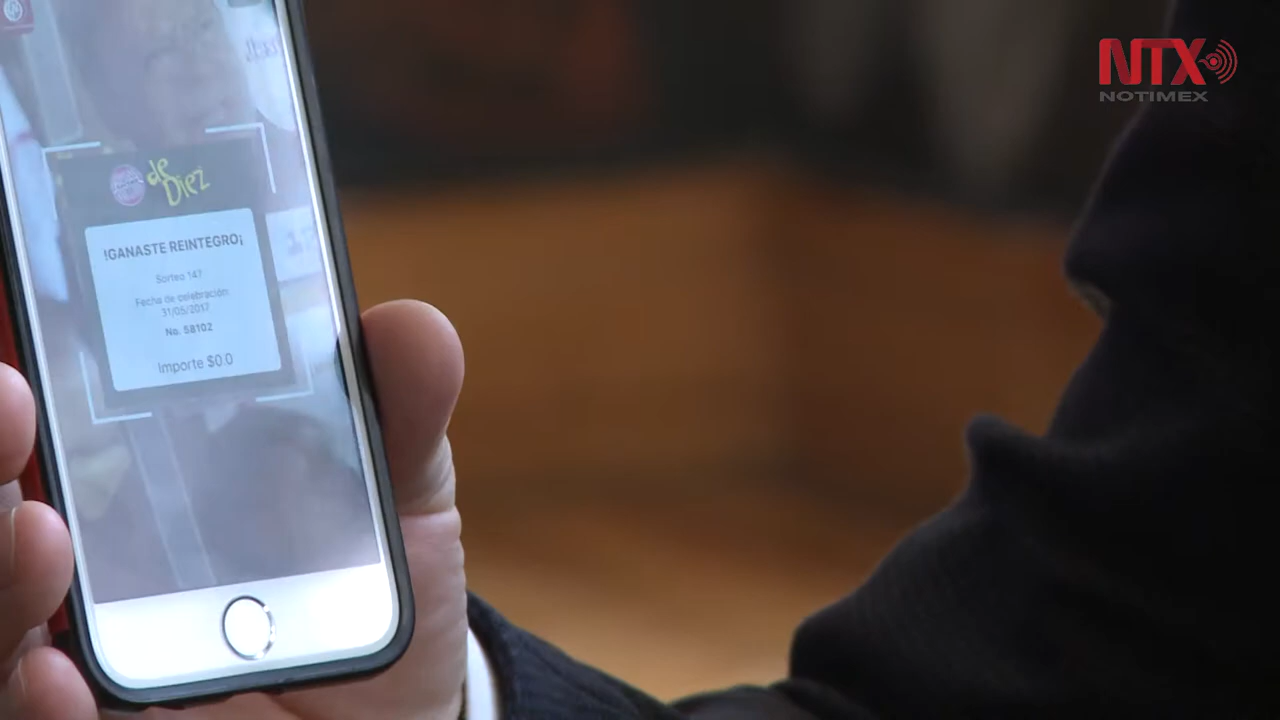 NTX
NOTIMEX
de
Diez
!GANASTE REINTEGRO¡
Sorteo 147
Fecha de celebración:
31/05/2017
No. 58102
Importe $0.0